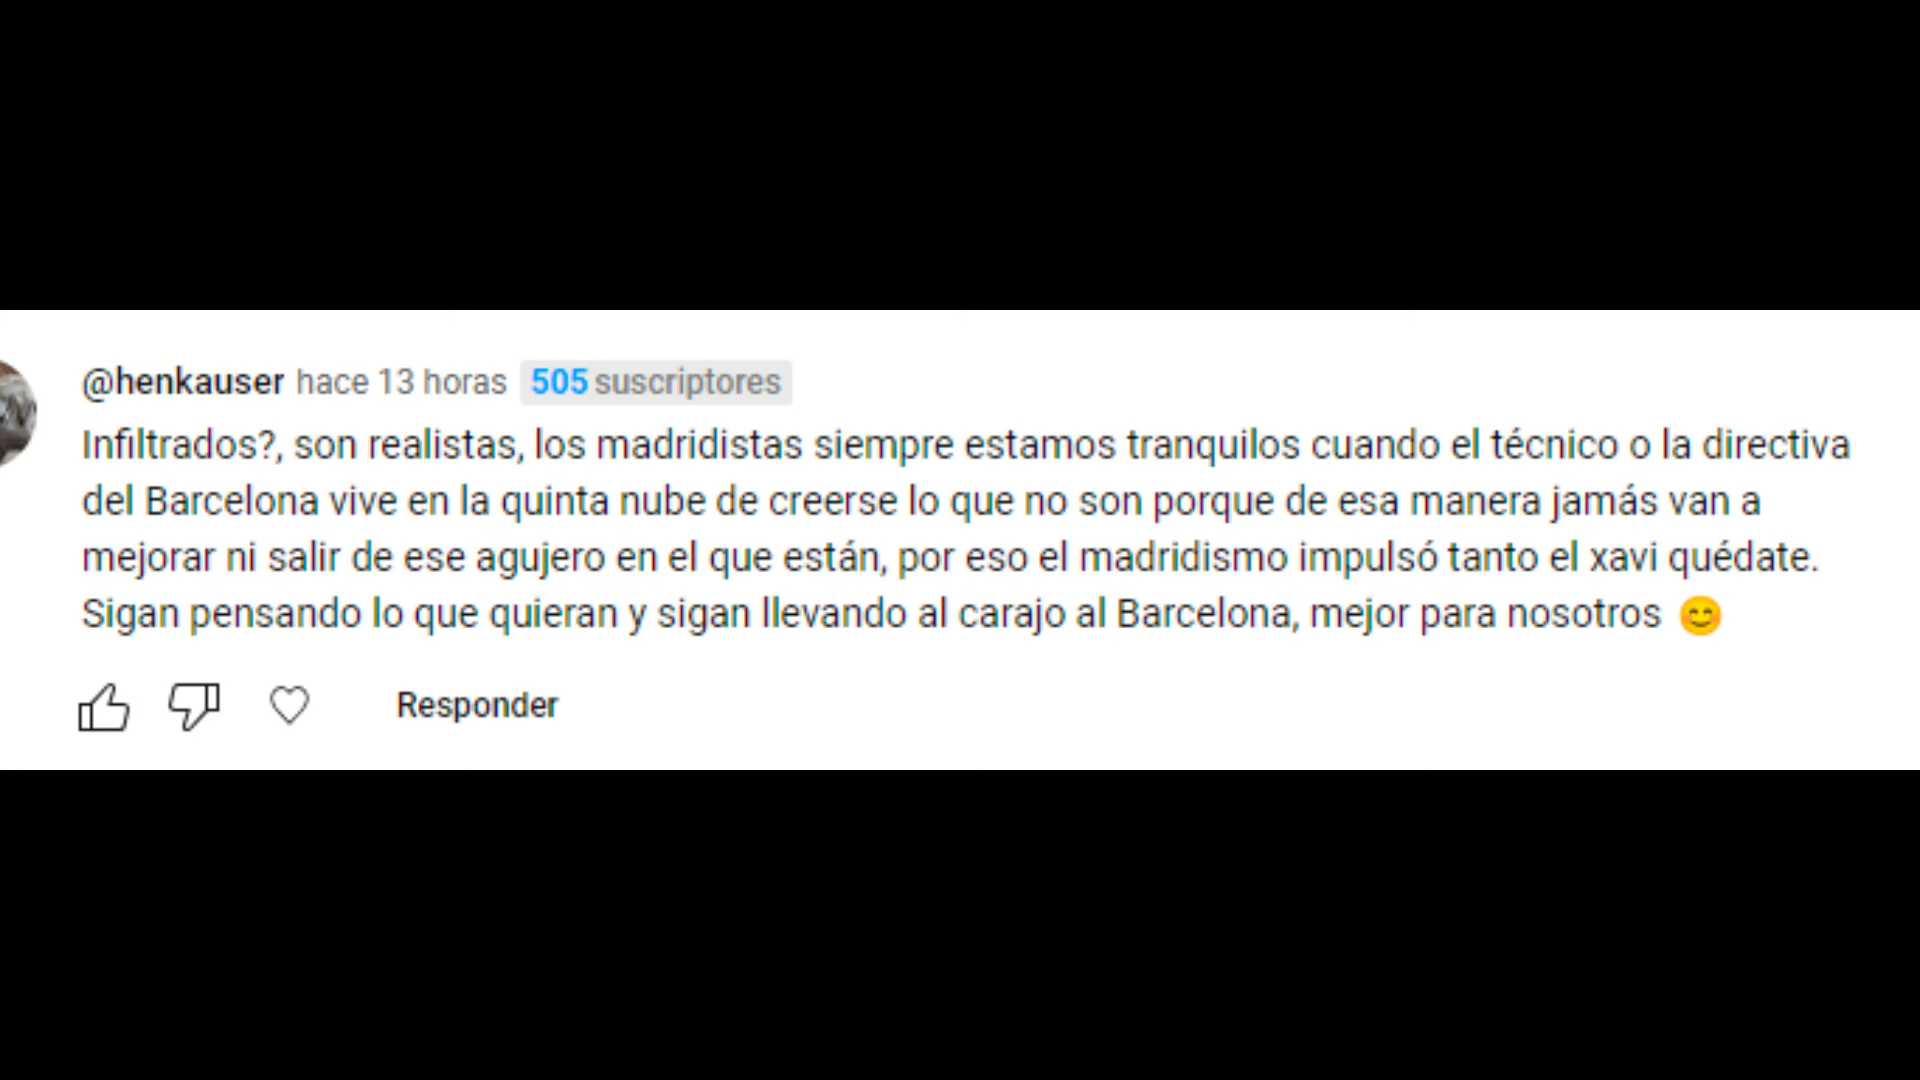 @henkauser hace 13 horas 505 suscriptores
Infiltrados?, son realistas, los madridistas siempre estamos tranquilos cuando el técnico o la directiva
del Barcelona vive en la quinta nube de creerse lo que no son porque de esa manera jamás van a
mejorar ni salir de ese agujero en el que están, por eso el madridismo impulsó tanto el xavi quédate.
Sigan pensando lo que quieran y sigan llevando al carajo al Barcelona, mejor para nosotros 😊
Responder